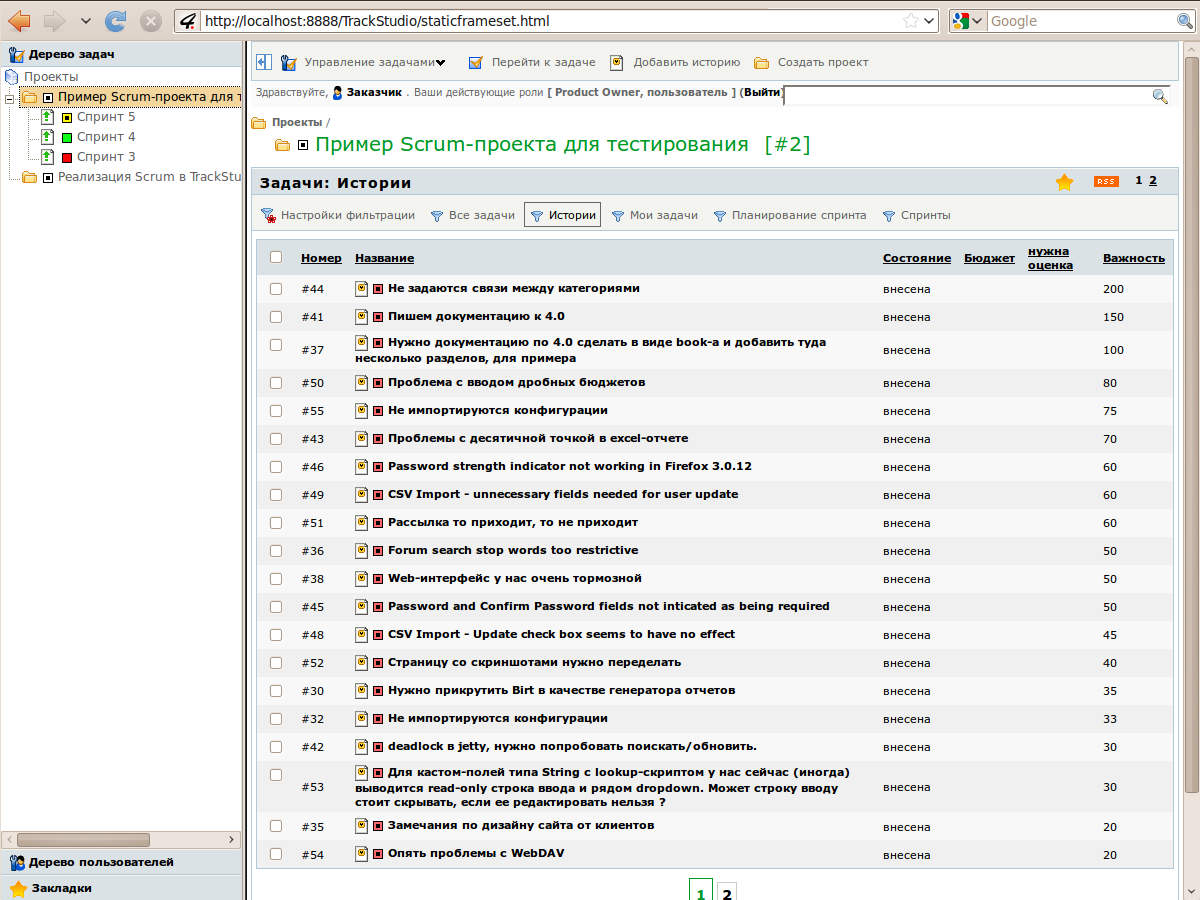 http://localhost:8888/TrackStudio/staticframeset.html
Google
Дерево задач
Проекты
Пример Scrum-проекта для т
Спринт 5
Спринт 4
Спринт 3
Реализация Scrum в TrackStu
Дерево пользователей
Закладки
Управление задачами Перейти к задаче Добавить историю Создать проект
Здравствуйте, Заказчик . Ваши действующие роли [ Product Owner, пользователь ] (Выйти)
Проекты /
Пример Scrum-проекта для тестирования [#2]
Задачи: Истории RSS 1 2
Настройки фильтрации Все задачи Истории Мои задачи Планирование спринта Спринты
Номер Название Состояние Бюджет нужна оценка Важность
#44 Не задаются связи между категориями внесена 200
#41 Пишем документацию к 4.0 внесена 150
#37 Нужно документацию по 4.0 сделать в виде book-а и добавить туда
несколько разделов, для примера внесена 100
#50 Проблема с вводом дробных бюджетов внесена 80
#55 Не импортируются конфигурации внесена 75
#43 Проблемы с десятичной точкой в excel-отчете внесена 70
#46 Password strength indicator not working in Firefox 3.0.12 внесена 60
#49 CSV Import - unnecessary fields needed for user update внесена 60
#51 Рассылка то приходит, то не приходит внесена 60
#36 Forum search stop words too restrictive внесена 50
#38 Web-интерфейс у нас очень тормозной внесена 50
#45 Password and Confirm Password fields not inticated as being required внесена 50
#48 CSV Import - Update check box seems to have no effect внесена 45
#52 Страницу со скриншотами нужно переделать внесена 40
#30 Нужно прикрутить Birt в качестве генератора отчетов внесена 35
#32 Не импортируются конфигурации внесена 33
#42 deadlock в jetty, нужно попробовать поискать/обновить. внесена 30
#53 Для кастом-полей типа String с lookup-скриптом у нас сейчас (иногда)
выводится read-only строка ввода и рядом dropdown. Может строку вводу внесена 30
стоит скрывать, если ее редактировать нельзя ?
#35 Замечания по дизайну сайта от клиентов внесена 20
#54 Опять проблемы с WebDAV внесена 20
1 2